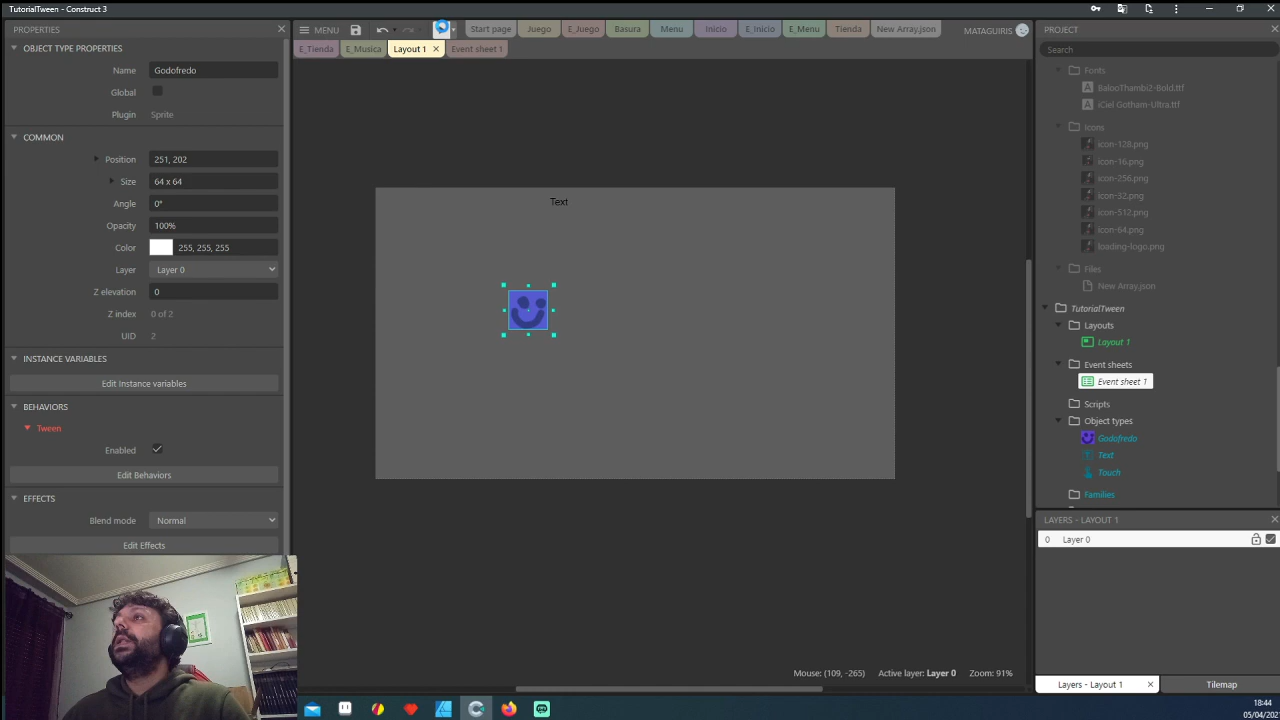 TutorialTween - Construct 3
PROPERTIES
OBJECT TYPE PROPERTIES
Name Godofredo
Global
Plugin Sprite
COMMON
Position 251, 202
Size 64 x 64
Angle 0°
Opacity 100%
Color 255, 255, 255
Layer Layer 0
Z elevation 0
Z index 0 of 2
UID 2
INSTANCE VARIABLES
Edit Instance variables
BEHAVIORS
Tween
Enabled
Edit Behaviors
EFFECTS
Blend mode Normal
Edit Effects
MENU
Start page Juego E_Juego Basura Menu Inicio E_Inicio E_Menu Tienda New Array.json
MATAGUIRIS
E_Tienda E_Musica Layout 1 Event sheet 1
Text
Mouse: (109, -265) Active layer: Layer 0 Zoom: 91%
PROJECT
Search
Fonts
BalooThambi2-Bold.ttf
iCiel Gotham-Ultra.ttf
Icons
icon-128.png
icon-16.png
icon-256.png
icon-32.png
icon-512.png
icon-64.png
loading-logo.png
Files
New Array.json
TutorialTween
Layouts
Layout 1
Event sheets
Event sheet 1
Scripts
Object types
Godofredo
Text
Touch
Families
LAYERS - LAYOUT 1
0 Layer 0
Layers - Layout 1 Tilemap
18:44